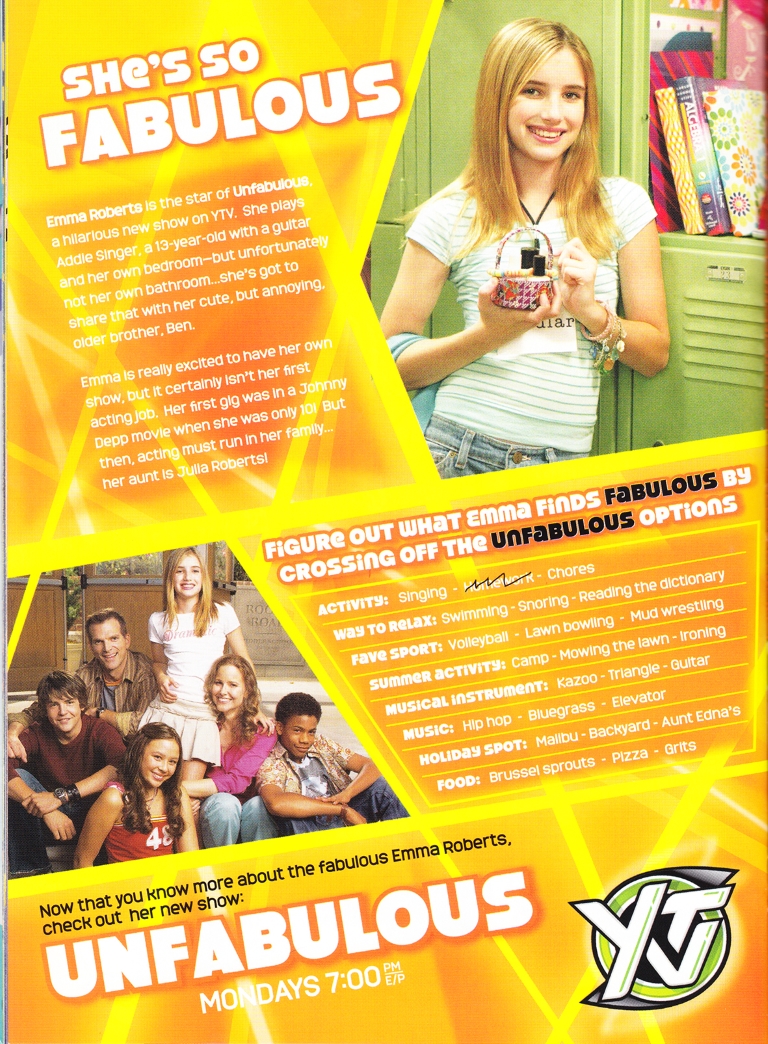 SHe'S SO
FABULOUS
Emma Roberts is the star of Unfabulous,
a hilarious new show on YTV. She plays
Addie Singer, a 13-year-old with a guitar
and her own bedroom–but unfortunately
not her own bathroom...she's got to
share that with her cute, but annoying,
older brother, Ben.
Emma is really excited to have her own
show, but it certainly isn't her first
acting job. Her first gig was in a Johnny
Depp movie when she was only 10! But
then, acting must run in her family...
her aunt is Julia Roberts!
ALGEBRA
ular
FiGURE OUT WHAT EMMA FiNDS FABULOUS BY
CROSSING OFF THE UNFABULOUS OPTIONS
ACTIVITY: Singing - Homework - Chores
WAY TO RELAX: Swimming - Snoring - Reading the dictionary
FAVE SPORT: Volleyball - Lawn bowling - Mud wrestling
SUMMER ACTIVITY: Camp - Mowing the lawn - Ironing
MUSICAL INSTRUMENT: Kazoo - Triangle - Guitar
MUSIC: Hip hop - Bluegrass - Elevator
HOLIDAY SPOT: Malibu - Backyard - Aunt Edna's
FOOD: Brussel sprouts - Pizza - Grits
48
Now that you know more about the fabulous Emma Roberts,
check out her new show:
UNFABULOUS
MONDAYS 7:00 PM E/P
YTV